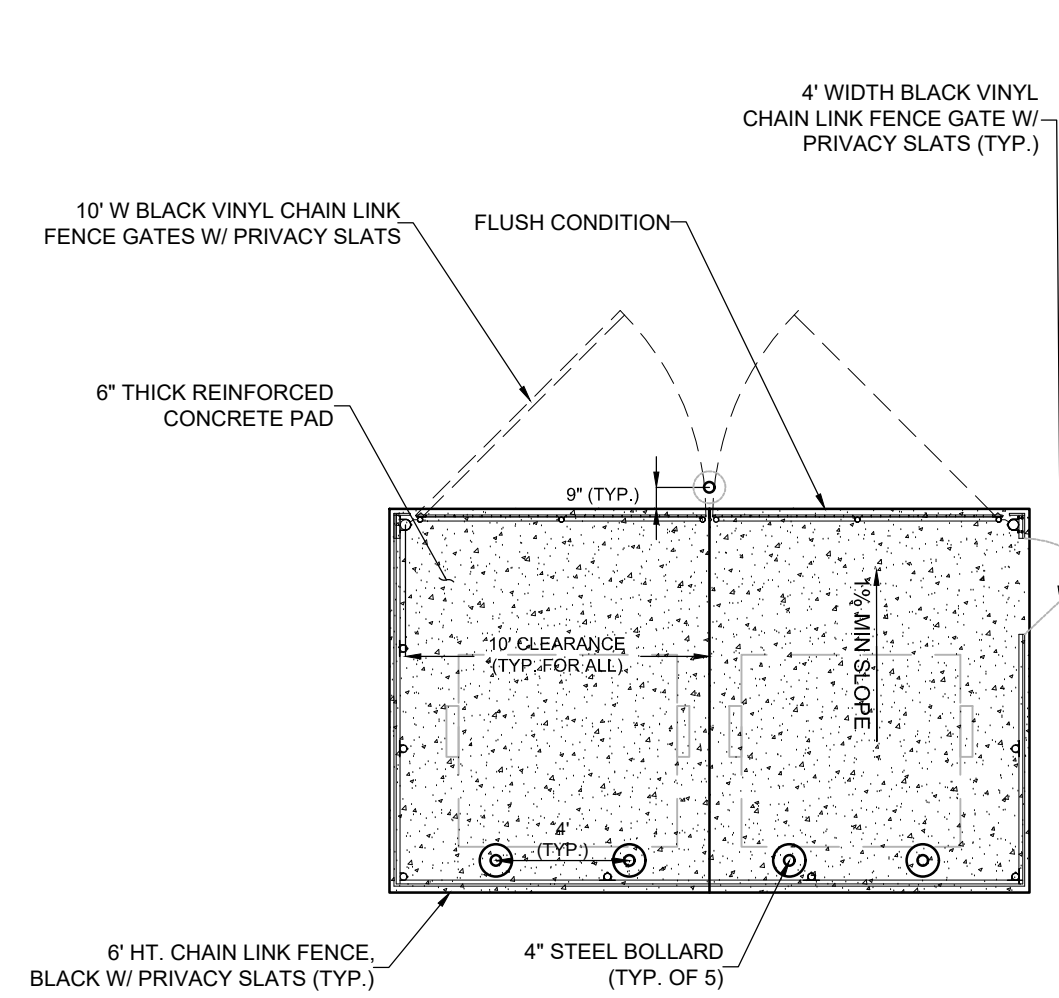 4' WIDTH BLACK VINYL
CHAIN LINK FENCE GATE W/
PRIVACY SLATS (TYP.)
10' W BLACK VINYL CHAIN LINK
FENCE GATES W/ PRIVACY SLATS
FLUSH CONDITION
6" THICK REINFORCED
CONCRETE PAD
9" (TYP.)
1% MIN SLOPE
10' CLEARANCE
(TYP. FOR ALL)
4'
(TYP.)
6' HT. CHAIN LINK FENCE,
BLACK W/ PRIVACY SLATS (TYP.)
4" STEEL BOLLARD
(TYP. OF 5)